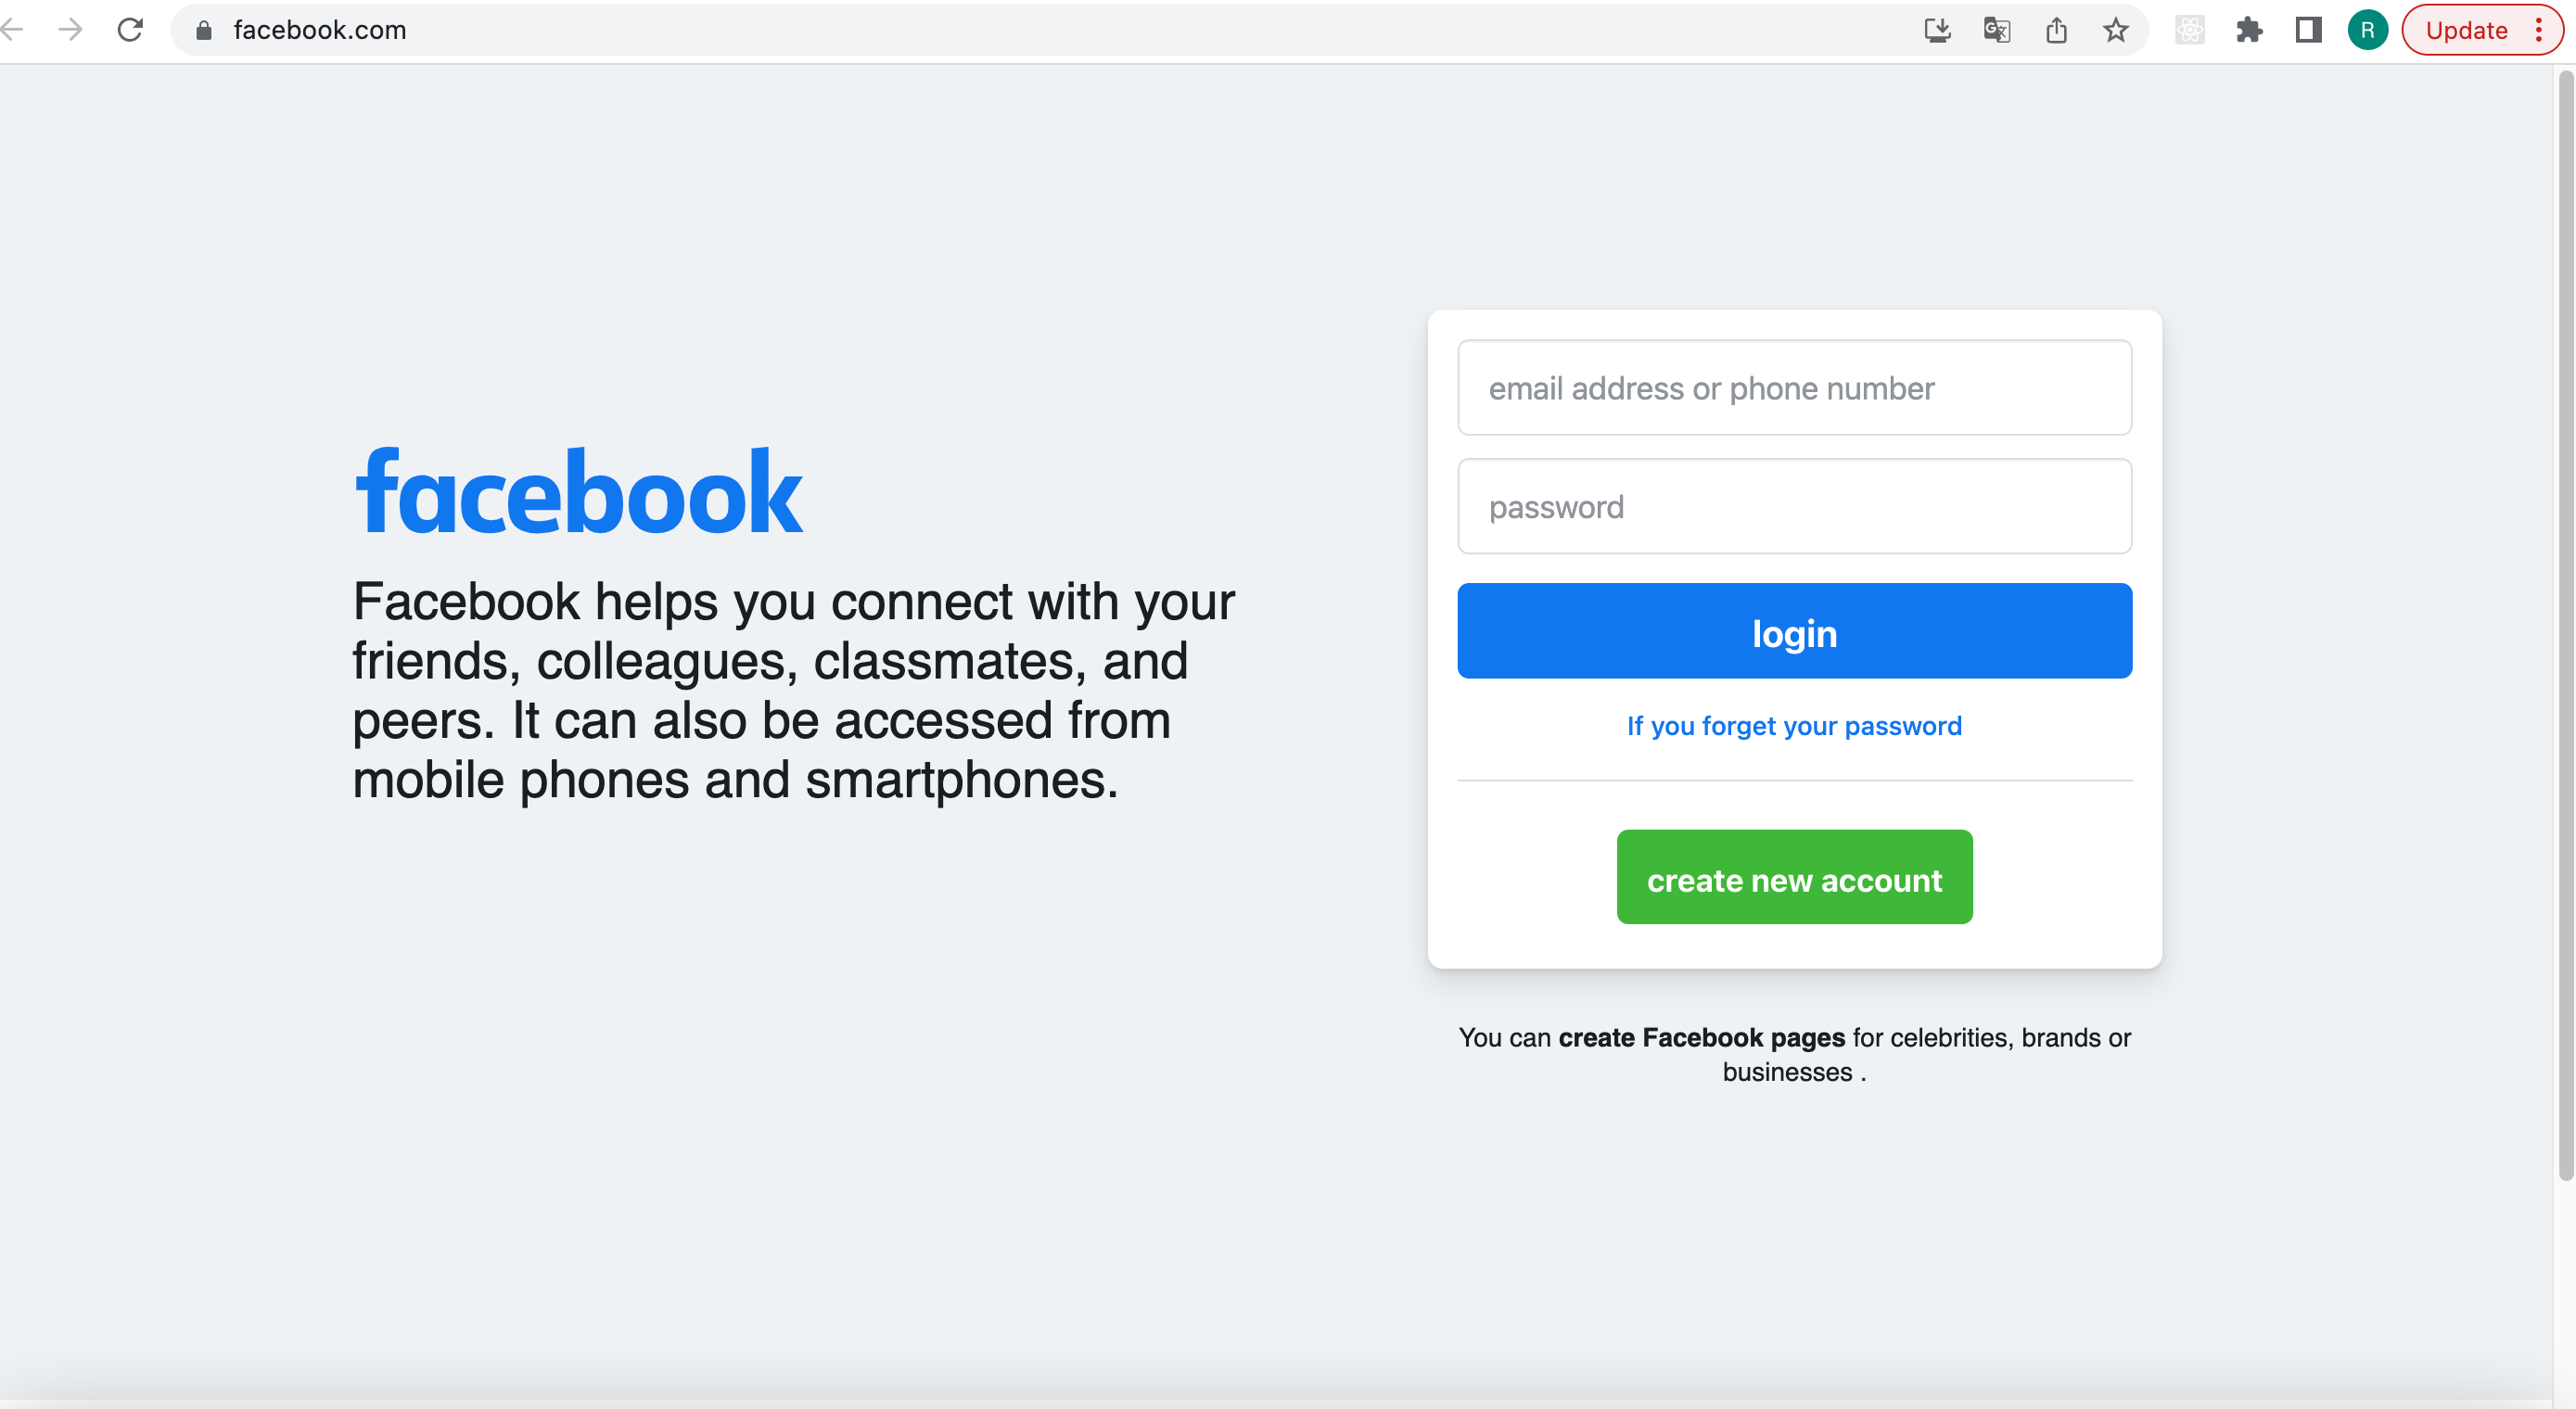 facebook.com
R
Update
facebook
Facebook helps you connect with your
friends, colleagues, classmates, and
peers. It can also be accessed from
mobile phones and smartphones.
email address or phone number
password
login
If you forget your password
create new account
You can create Facebook pages for celebrities, brands or
businesses .